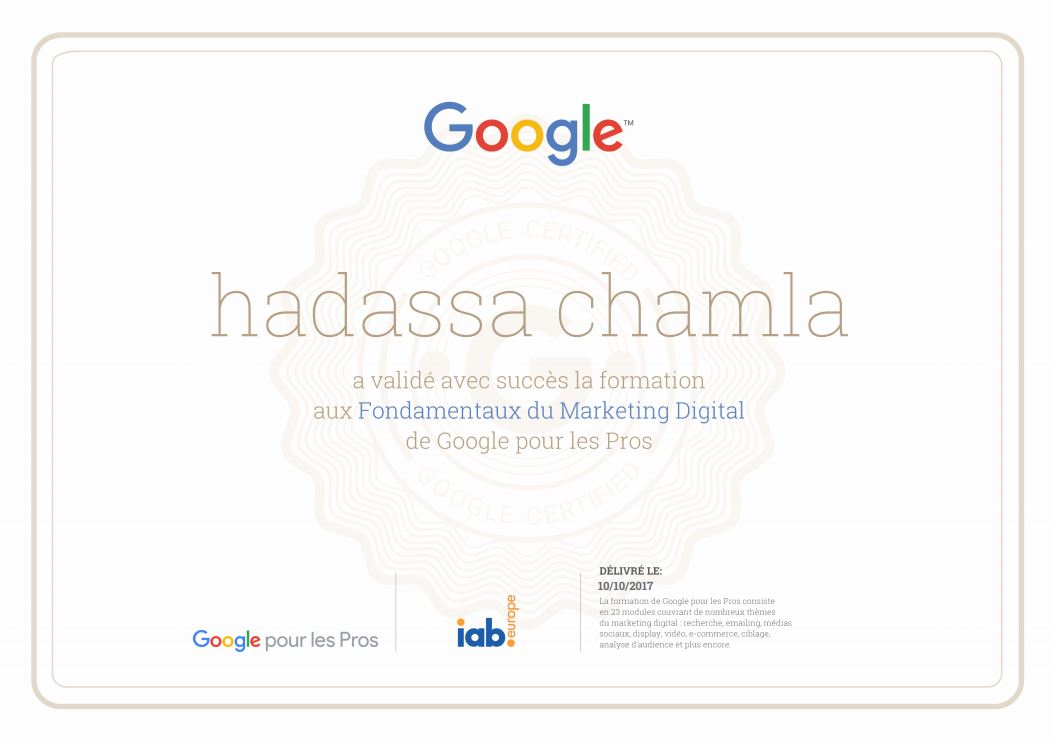 Google™
GOOGLE CERTIFIED
hadassa chamla
a validé avec succès la formation
aux Fondamentaux du Marketing Digital
de Google pour les Pros
GOOGLE CERTIFIED
DÉLIVRÉ LE:
10/10/2017
La formation de Google pour les Pros consiste
en 23 modules couvrant de nombreux thèmes
du marketing digital : recherche, emailing, médias
sociaux, display, vidéo, e-commerce, ciblage,
analyse d'audience et plus encore.
Google pour les Pros
iab.europe